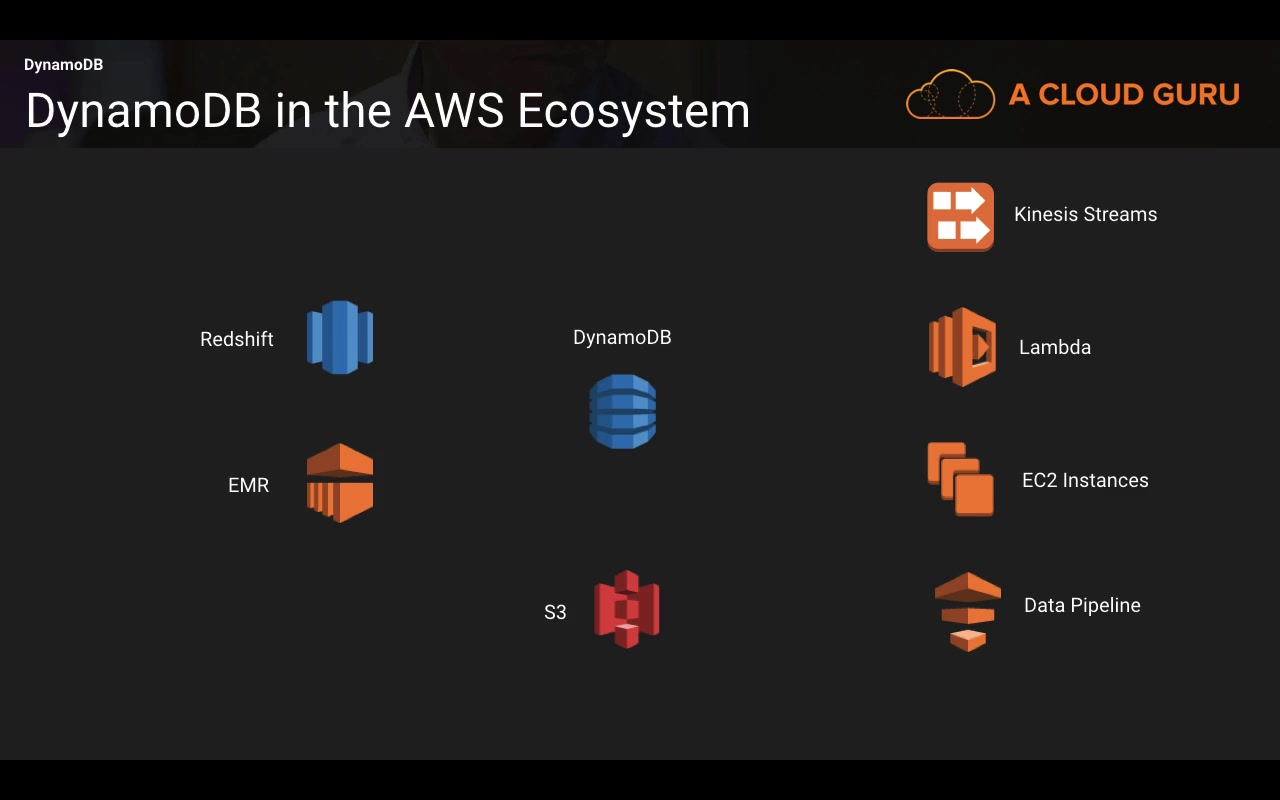 DynamoDB
DynamoDB in the AWS Ecosystem
A CLOUD GURU
Kinesis Streams
Redshift
DynamoDB
Lambda
EMR
EC2 Instances
S3
Data Pipeline